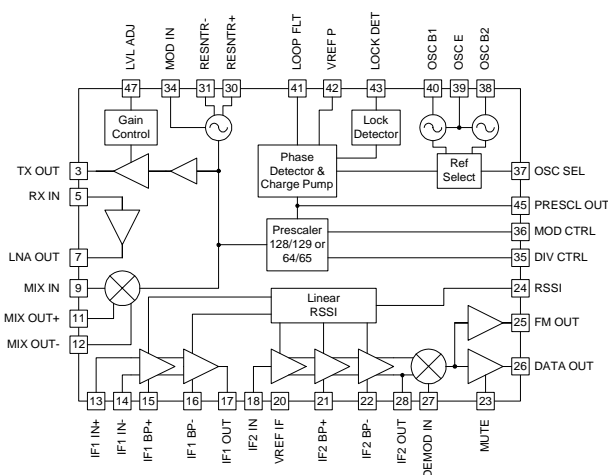 LVL ADJ
MOD IN
RESNTR-
RESNTR+
LOOP FLT
VREF P
LOCK DET
OSC B1
OSC E
OSC B2
47
34
31
30
41
42
43
40
39
38
Gain
Control
Lock
Detector
Phase
Detector &
Charge Pump
Ref
Select
TX OUT
3
37
OSC SEL
RX IN
5
45
PRESCL OUT
Prescaler
128/129 or
64/65
36
MOD CTRL
LNA OUT
7
35
DIV CTRL
MIX IN
9
24
RSSI
Linear
RSSI
MIX OUT+
11
25
FM OUT
MIX OUT-
12
26
DATA OUT
13
14
15
16
17
18
20
21
22
28
27
23
IF1 IN+
IF1 IN-
IF1 BP+
IF1 BP-
IF1 OUT
IF2 IN
VREF IF
IF2 BP+
IF2 BP-
IF2 OUT
DEMOD IN
MUTE